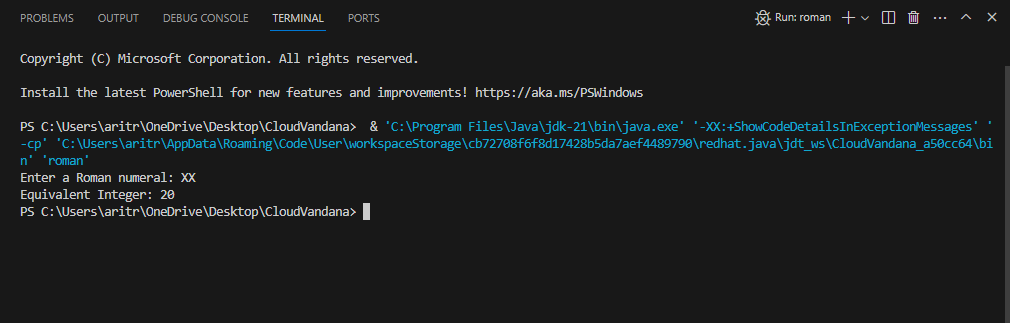 PROBLEMS OUTPUT DEBUG CONSOLE TERMINAL PORTS Run: roman
Copyright (C) Microsoft Corporation. All rights reserved.
Install the latest PowerShell for new features and improvements! https://aka.ms/PSWindows
PS C:\Users\aritr\OneDrive\Desktop\CloudVandana>  & 'C:\Program Files\Java\jdk-21\bin\java.exe' '-XX:+ShowCodeDetailsInExceptionMessages' '
-cp' 'C:\Users\aritr\AppData\Roaming\Code\User\workspaceStorage\cb72708f6f8d17428b5da7aef4489790\redhat.java\jdt_ws\CloudVandana_a50cc64\bi
n' 'roman'
Enter a Roman numeral: XX
Equivalent Integer: 20
PS C:\Users\aritr\OneDrive\Desktop\CloudVandana>